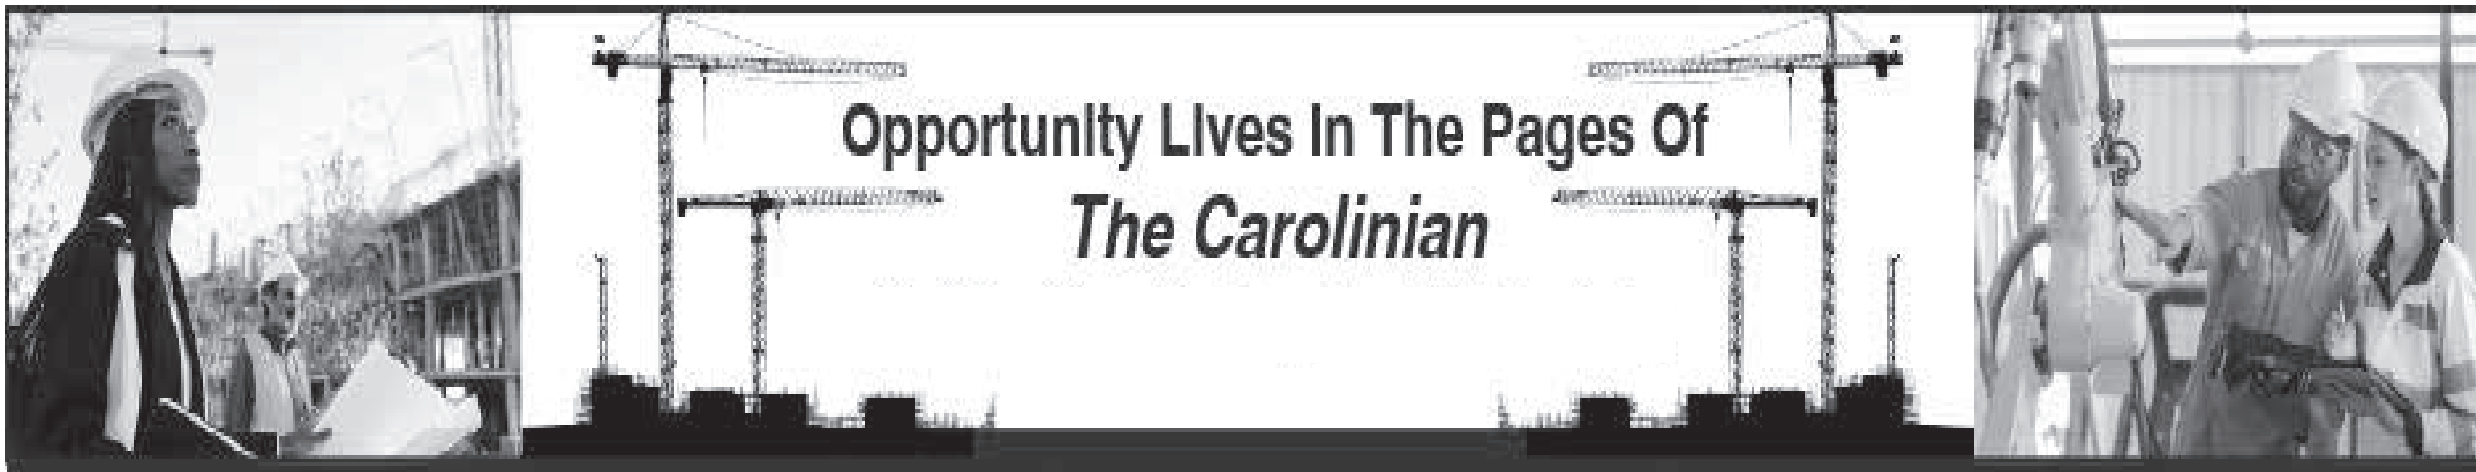 Opportunity Lives In The Pages Of
The Carolinian